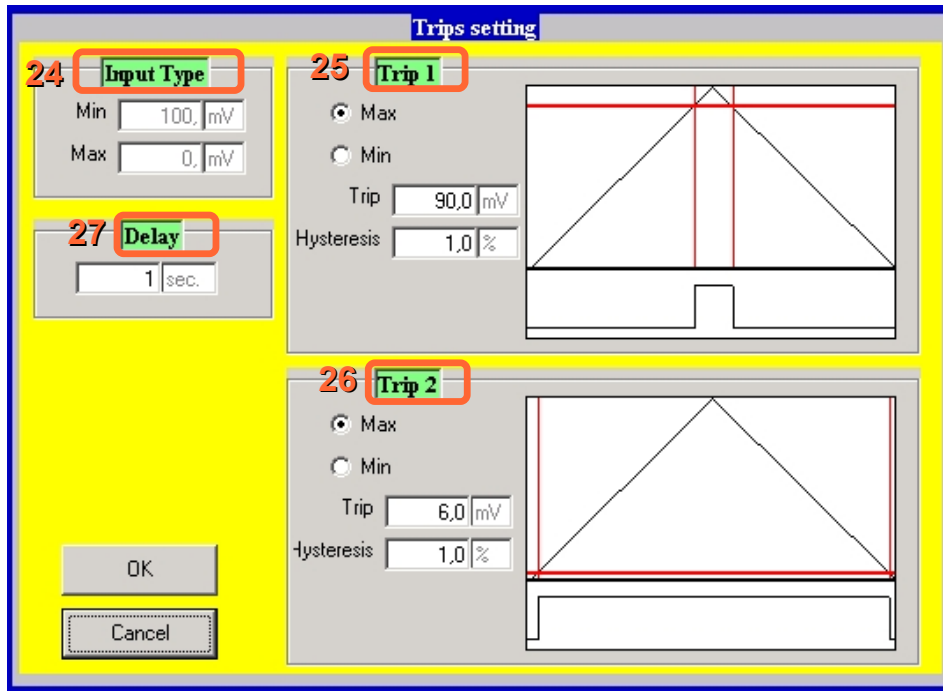 Trips setting
24 Input Type
Min 100, mV
Max 0, mV
27 Delay
1 sec.
OK
Cancel
25 Trip 1
Max
Min
Trip 90,0 mV
Hysteresis 1,0 %
26 Trip 2
Max
Min
Trip 6,0 mV
Hysteresis 1,0 %